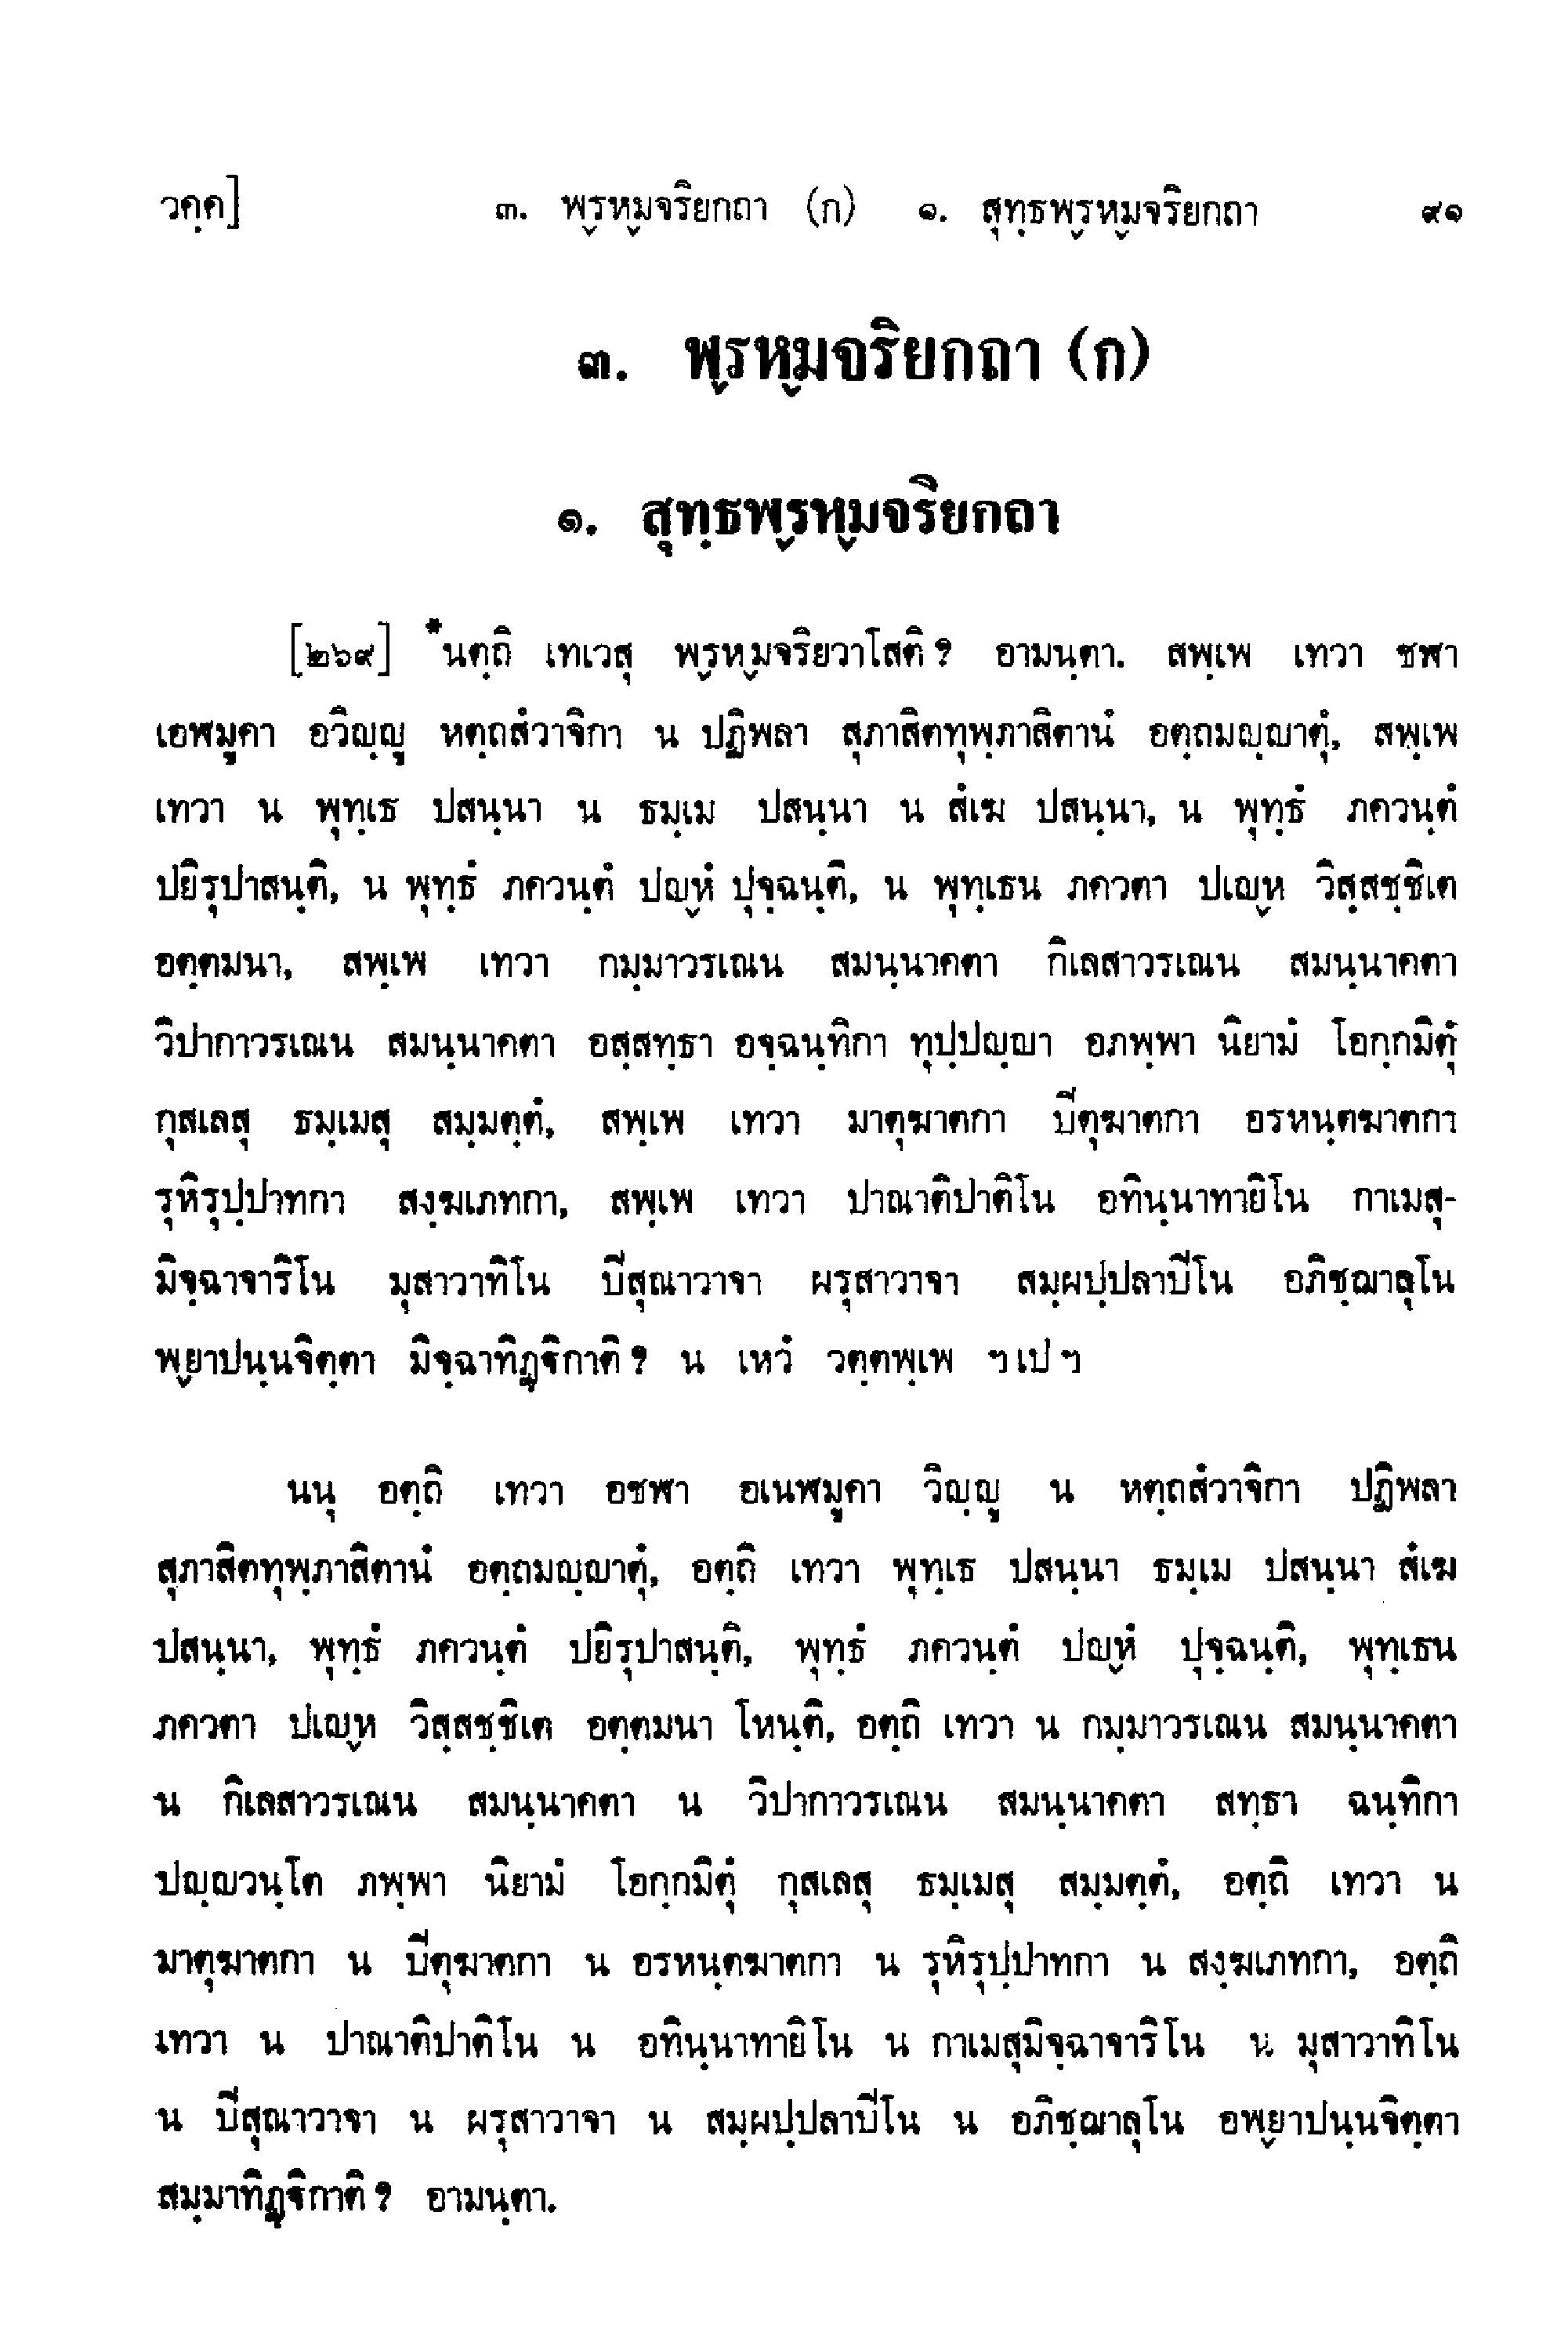 วคฺค] ๓. พฺรหฺมจริยกถา (ก) ๑. สุทฺธพฺรหฺมจริยกถา ๙๑
๓. พฺรหฺมจริยกถา (ก)
๑. สุทฺธพฺรหฺมจริยกถา
[๒๖๙] *นตฺถิ เทเวสุ พฺรหฺมจริยวาโสติ? อามนฺตา. สพฺเพ เทวา ชฬา
เอฬมูคา อวิญฺญู หตฺถสํวาจิกา น ปฏิพลา สุภาสิตทุพฺภาสิตานํ อตฺถมญฺญาตุํ, สพฺเพ
เทวา น พุทฺเธ ปสนฺนา น ธมฺเม ปสนฺนา น สํเฆ ปสนฺนา, น พุทฺธํ ภควนฺตํ
ปยิรุปาสนฺติ, น พุทฺธํ ภควนฺตํ ปญฺหํ ปุจฺฉนฺติ, น พุทฺเธน ภควตา ปเญฺห วิสฺสชฺชิเต
อตฺตมนา, สพฺเพ เทวา กมฺมาวรเณน สมนฺนาคตา กิเลสาวรเณน สมนฺนาคตา
วิปากาวรเณน สมนฺนาคตา อสฺสทฺธา อจฺฉนฺทิกา ทุปฺปญฺญา อภพฺพา นิยามํ โอกฺกมิตุํ
กุสเลสุ ธมฺเมสุ สมฺมตฺตํ, สพฺเพ เทวา มาตุฆาตกา ปิตุฆาตกา อรหนฺตฆาตกา
รุหิรุปฺปาทกา สงฺฆเภทกา, สพฺเพ เทวา ปาณาติปาติโน อทินฺนาทายิโน กาเมสุ-
มิจฺฉาจาริโน มุสาวาทิโน ปิสุณาวาจา ผรุสาวาจา สมฺผปฺปลาปิโน อภิชฺฌาลุโน
พฺยาปนฺนจิตฺตา มิจฺฉาทิฏฺฐิกาติ? น เหวํ วตฺตพฺเพ ฯเปฯ
นนุ อตฺถิ เทวา อชฬา อเนฬมูคา วิญฺญู น หตฺถสํวาจิกา ปฏิพลา
สุภาสิตทุพฺภาสิตานํ อตฺถมญฺญาตุํ, อตฺถิ เทวา พุทฺเธ ปสนฺนา ธมฺเม ปสนฺนา สํเฆ
ปสนฺนา, พุทฺธํ ภควนฺตํ ปยิรุปาสนฺติ, พุทฺธํ ภควนฺตํ ปญฺหํ ปุจฺฉนฺติ, พุทฺเธน
ภควตา ปเญฺห วิสฺสชฺชิเต อตฺตมนา โหนฺติ, อตฺถิ เทวา น กมฺมาวรเณน สมนฺนาคตา
น กิเลสาวรเณน สมนฺนาคตา น วิปากาวรเณน สมนฺนาคตา สทฺธา ฉนฺทิกา
ปญฺญวนฺโต ภพฺพา นิยามํ โอกฺกมิตุํ กุสเลสุ ธมฺเมสุ สมฺมตฺตํ, อตฺถิ เทวา น
มาตุฆาตกา น ปิตุฆาตกา น อรหนฺตฆาตกา น รุหิรุปฺปาทกา น สงฺฆเภทกา, อตฺถิ
เทวา น ปาณาติปาติโน น อทินฺนาทายิโน น กาเมสุมิจฺฉาจาริโน น มุสาวาทิโน
น ปิสุณาวาจา น ผรุสาวาจา น สมฺผปฺปลาปิโน น อภิชฺฌาลุโน อพฺยาปนฺนจิตฺตา
สมฺมาทิฏฺฐิกาติ? อามนฺตา.